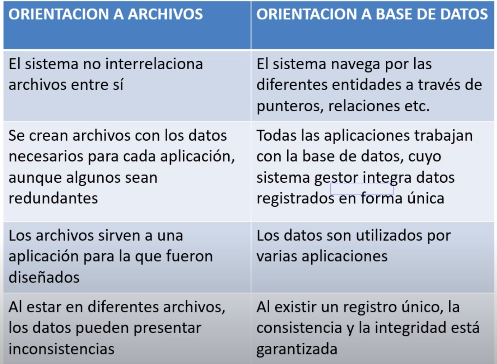 ORIENTACION A ARCHIVOS
ORIENTACION A BASE DE DATOS
El sistema no interrelaciona
archivos entre sí
El sistema navega por las
diferentes entidades a través de
punteros, relaciones etc.
Se crean archivos con los datos
necesarios para cada aplicación,
aunque algunos sean
redundantes
Todas las aplicaciones trabajan
con la base de datos, cuyo
sistema gestor integra datos
registrados en forma única
Los archivos sirven a una
aplicación para la que fueron
diseñados
Los datos son utilizados por
varias aplicaciones
Al estar en diferentes archivos,
los datos pueden presentar
inconsistencias
Al existir un registro único, la
consistencia y la integridad está
garantizada